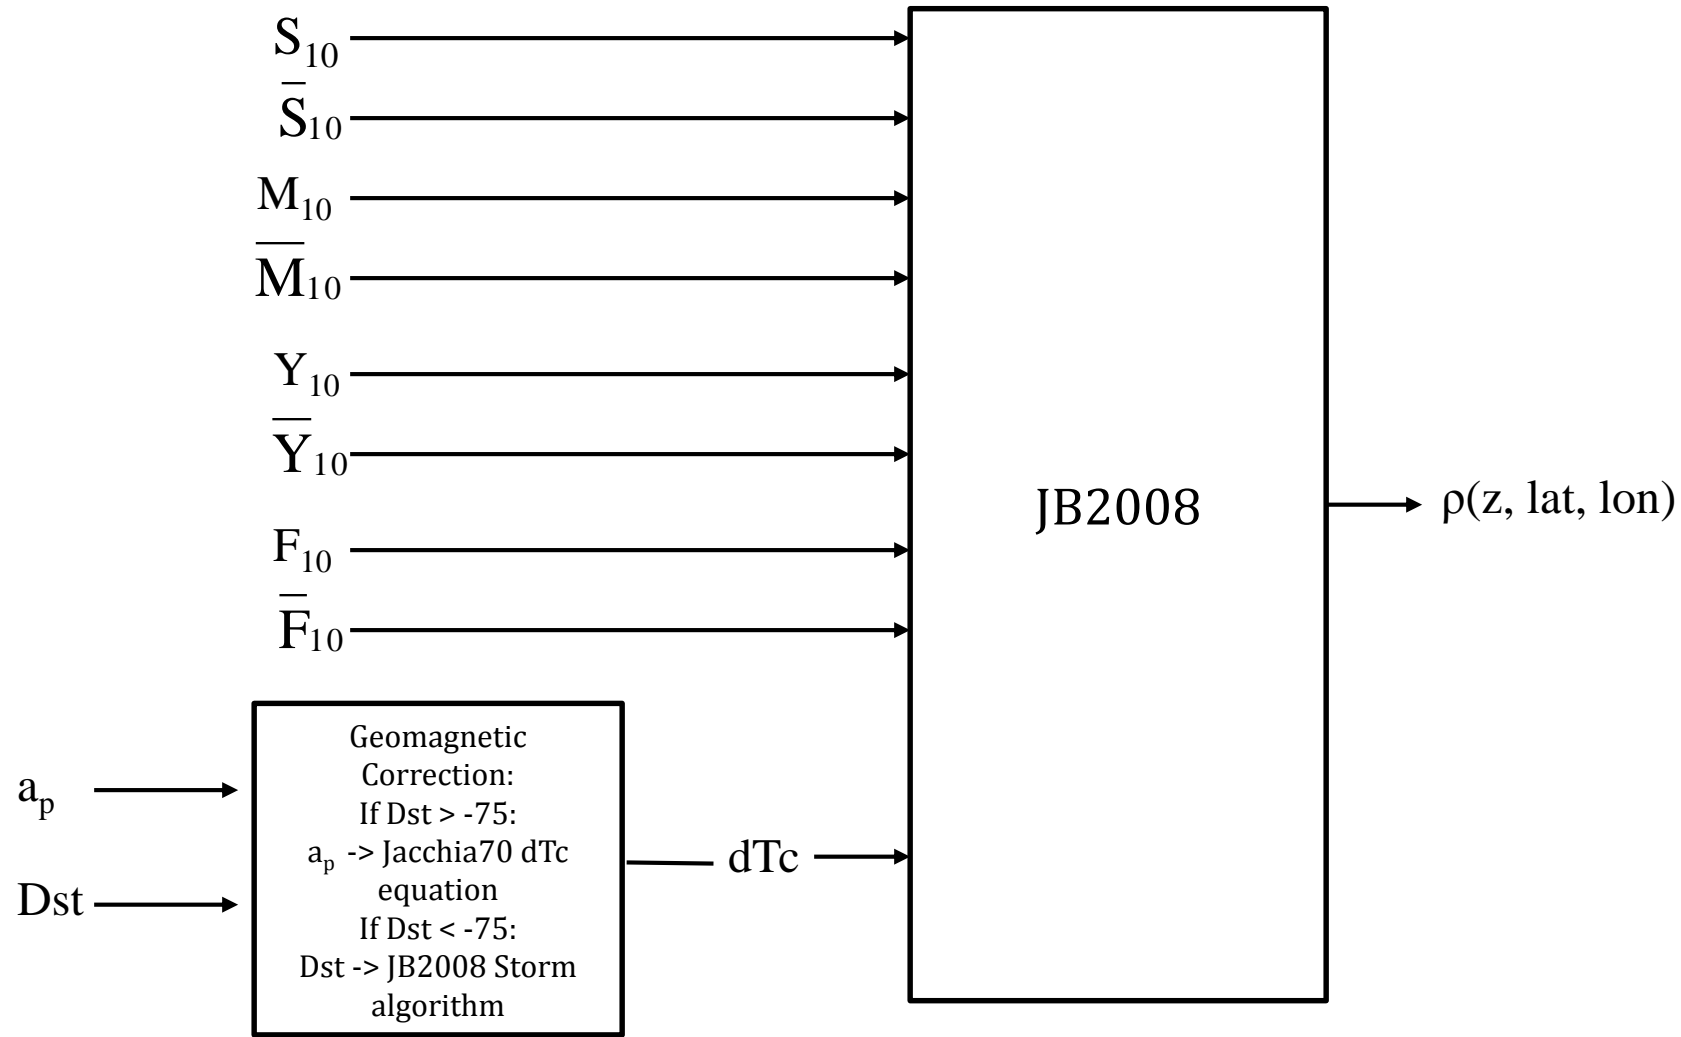 S₁₀
S̅₁₀
M₁₀
M̅₁₀
Y₁₀
Y̅₁₀
F₁₀
F̅₁₀
JB2008
ρ(z, lat, lon)
Geomagnetic
Correction:
If Dst > -75:
aₚ -> Jacchia70 dTc
equation
If Dst < -75:
Dst -> JB2008 Storm
algorithm
aₚ
Dst
dTc